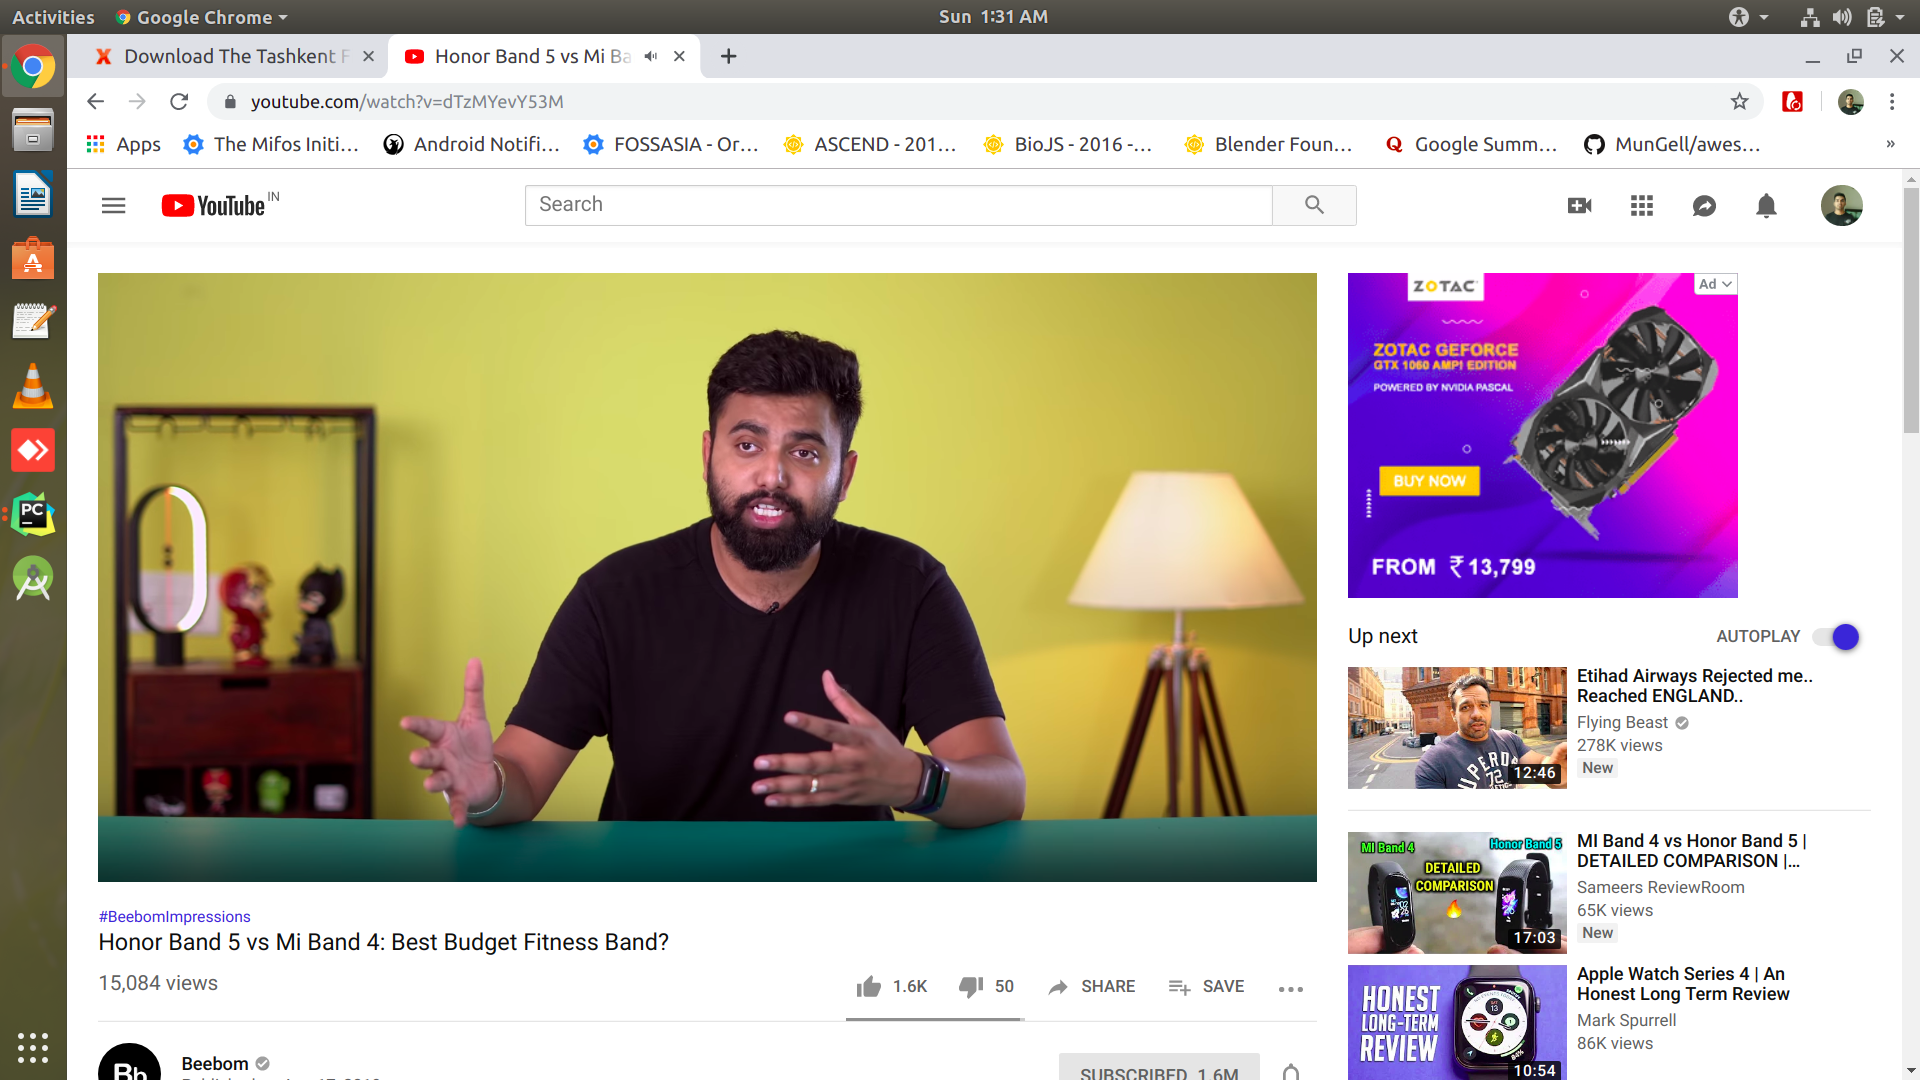 Activities
Google Chrome
Sun 1:31 AM
Download The Tashkent F
Honor Band 5 vs Mi Ba
youtube.com/watch?v=dTzMYevY53M
Apps
The Mifos Initi...
Android Notifi...
FOSSASIA - Or...
ASCEND - 201...
BioJS - 2016 -...
Blender Foun...
Google Summ...
MunGell/awes...
»
YouTube IN
Search
ZOTAC
Ad
ZOTAC GEFORCE
GTX 1060 AMP! EDITION
POWERED BY NVIDIA PASCAL
BUY NOW
FROM ₹13,799
#BeebomImpressions
Honor Band 5 vs Mi Band 4: Best Budget Fitness Band?
15,084 views
1.6K
50
SHARE
SAVE
Bb
Beebom
SUBSCRIBED 1.6M
Up next
AUTOPLAY
SUPERD
72
12:46
Etihad Airways Rejected me..
Reached ENGLAND..
Flying Beast
278K views
New
MI Band 4
Honor Band 5
DETAILED
COMPARISON
17:03
MI Band 4 vs Honor Band 5 |
DETAILED COMPARISON |...
Sameers ReviewRoom
65K views
New
HONEST
LONG-TERM
REVIEW
10:54
Apple Watch Series 4 | An
Honest Long Term Review
Mark Spurrell
86K views
PC